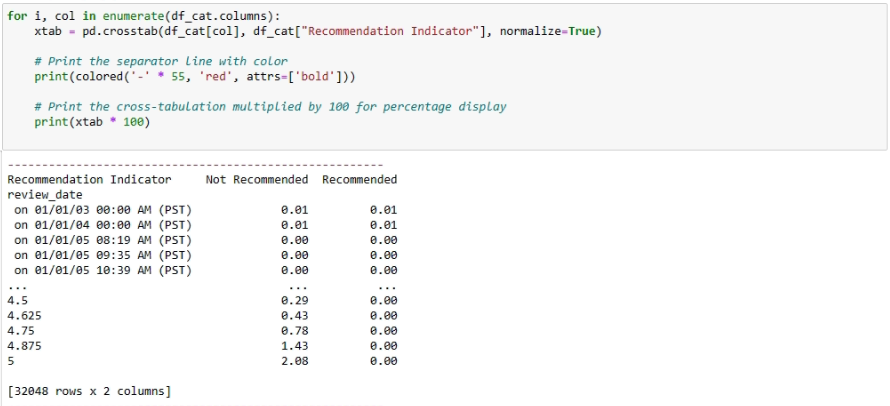 for i, col in enumerate(df_cat.columns):
    xtab = pd.crosstab(df_cat[col], df_cat["Recommendation Indicator"], normalize=True)
    # Print the separator line with color
    print(colored('-' * 55, 'red', attrs=['bold']))
    # Print the cross-tabulation multiplied by 100 for percentage display
    print(xtab * 100)
-------------------------------------------------------
Recommendation Indicator     Not Recommended  Recommended
review_date
 on 01/01/03 00:00 AM (PST)             0.01         0.01
 on 01/01/04 00:00 AM (PST)             0.01         0.01
 on 01/01/05 08:19 AM (PST)             0.00         0.00
 on 01/01/05 09:35 AM (PST)             0.00         0.00
 on 01/01/05 10:39 AM (PST)             0.00         0.00
...                                      ...          ...
4.5                                     0.29         0.00
4.625                                   0.43         0.00
4.75                                    0.78         0.00
4.875                                   1.43         0.00
5                                       2.08         0.00
[32048 rows x 2 columns]